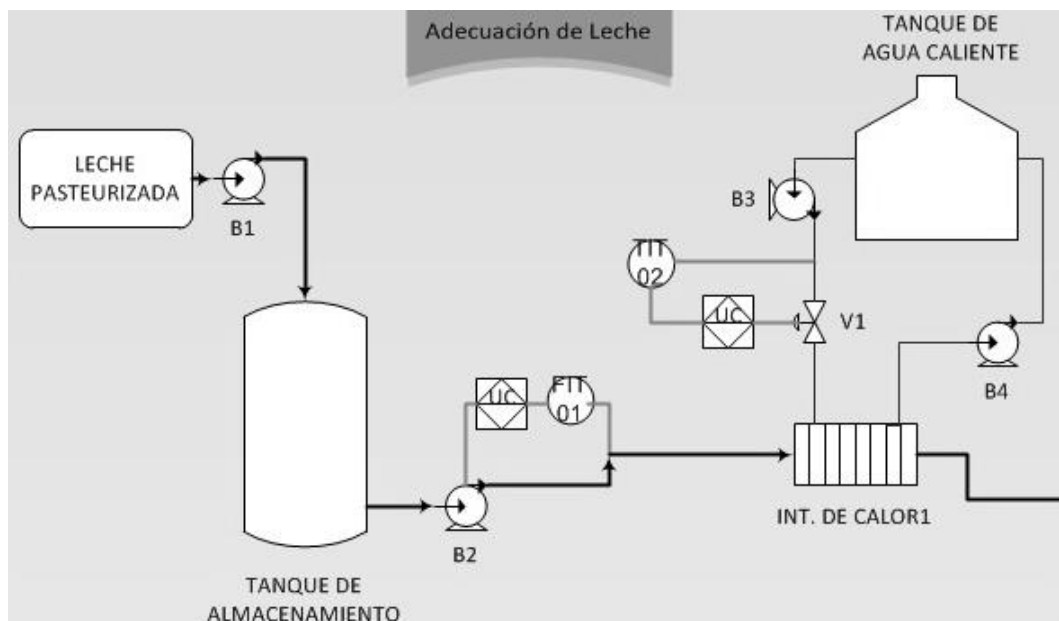 Adecuación de Leche
TANQUE DE
AGUA CALIENTE
LECHE
PASTEURIZADA
B1
B3
TIT
02
UC
V1
B4
UC
FIT
01
INT. DE CALOR1
B2
TANQUE DE
ALMACENAMIENTO